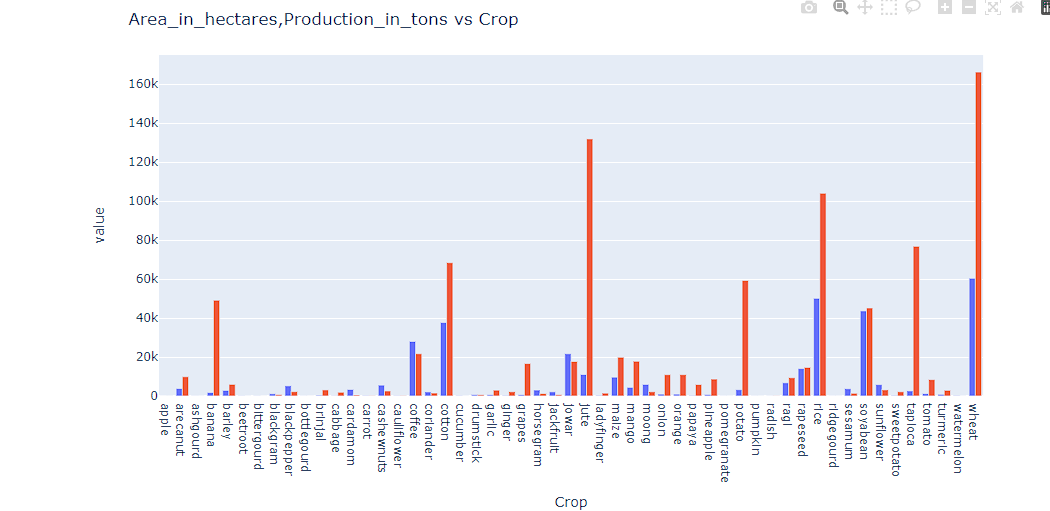 Area_in_hectares,Production_in_tons vs Crop
160k
140k
120k
100k
80k
60k
40k
20k
0
value
apple
arecanut
ashgourd
banana
barley
beetroot
bittergourd
blackgram
blackpepper
bottlegourd
brinjal
cabbage
cardamom
carrot
cashewnuts
cauliflower
coffee
coriander
cotton
cucumber
drumstick
garlic
ginger
grapes
horsegram
jackfruit
jowar
jute
ladyfinger
maize
mango
moong
onion
orange
papaya
pineapple
pomegranate
potato
pumpkin
radish
ragi
rapeseed
rice
ridgegourd
sesamum
soyabean
sunflower
sweetpotato
tapioca
tomato
turmeric
watermelon
wheat
Crop